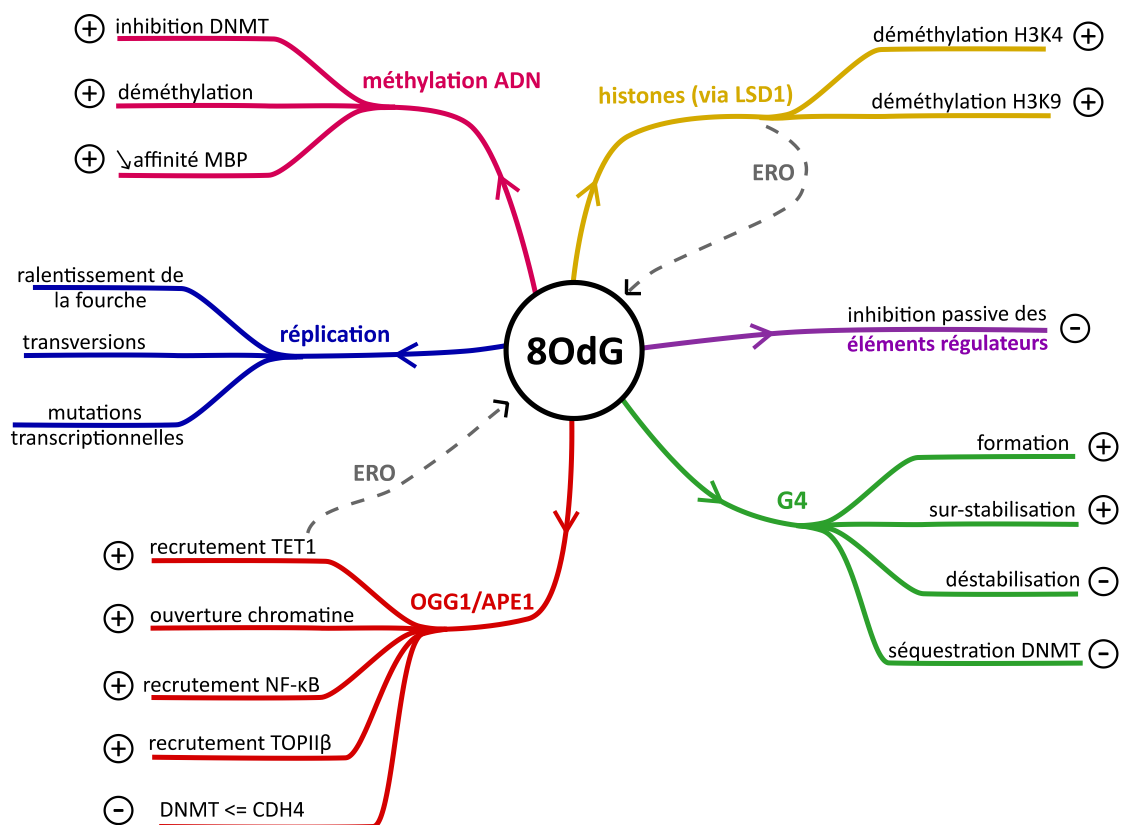 + inhibition DNMT
+ déméthylation
+ ↘affinité MBP
méthylation ADN
histones (via LSD1)
déméthylation H3K4 +
déméthylation H3K9 +
ERO
ralentissement de
la fourche
transversions
mutations
transcriptionnelles
réplication
8OdG
inhibition passive des
éléments régulateurs
-
G4
formation +
sur-stabilisation +
déstabilisation -
séquestration DNMT -
ERO
OGG1/APE1
+ recrutement TET1
+ ouverture chromatine
+ recrutement NF-κB
+ recrutement TOPIIβ
- DNMT <= CDH4